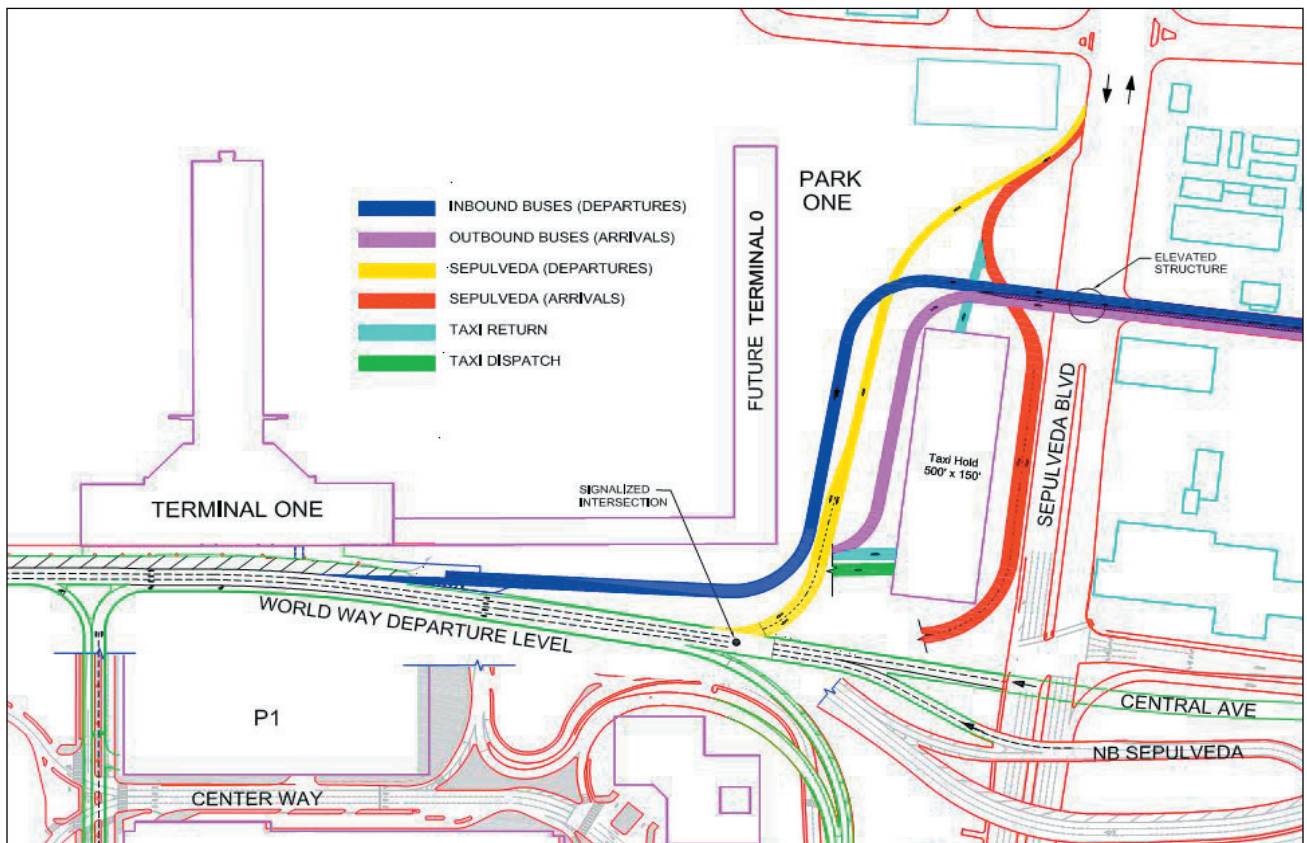 PARK
ONE
INBOUND BUSES (DEPARTURES)
OUTBOUND BUSES (ARRIVALS)
SEPULVEDA (DEPARTURES)
SEPULVEDA (ARRIVALS)
TAXI RETURN
TAXI DISPATCH
FUTURE TERMINAL 0
ELEVATED
STRUCTURE
SEPULVEDA BLVD
Taxi Hold
500' x 150'
SIGNALIZED
INTERSECTION
TERMINAL ONE
WORLD WAY DEPARTURE LEVEL
P1
CENTRAL AVE
NB SEPULVEDA
CENTER WAY